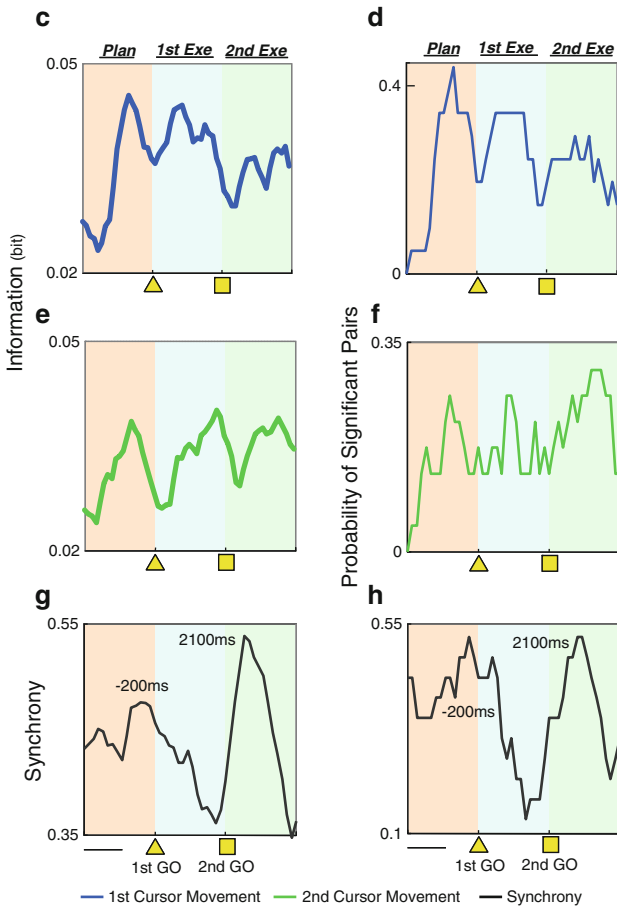 c
d
Plan 1st Exe 2nd Exe
Plan 1st Exe 2nd Exe
0.05
0.02
0.4
0
Information (bit)
Probability of Significant Pairs
e
f
0.05
0.02
0.35
0
g
h
Synchrony
0.55
0.35
-200ms
2100ms
0.55
0.1
-200ms
2100ms
1st GO 2nd GO
1st GO 2nd GO
1st Cursor Movement 2nd Cursor Movement Synchrony